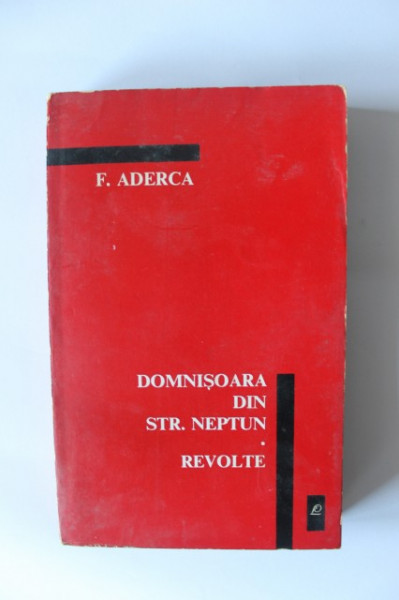 F. ADERCA
DOMNIȘOARA
DIN
STR. NEPTUN
·
REVOLTE